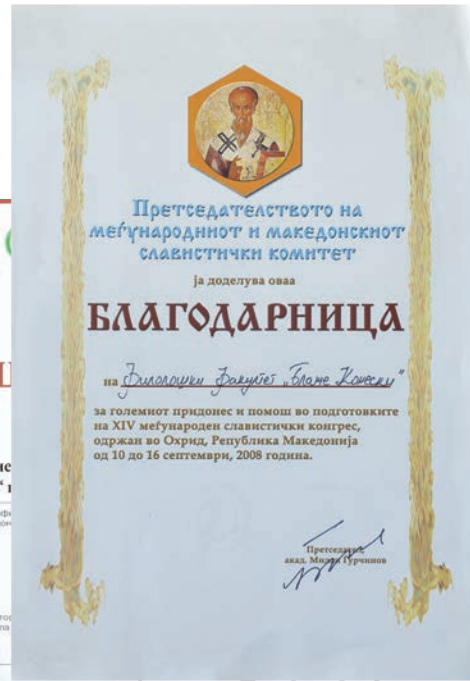 Претседателството на
меѓународниот и македонскиот
славистички комитет
ја доделува оваа
БЛАГОДАРНИЦА
на Филолошки факултет „Блаже Конески“
за големиот придонес и помош во подготовките
на XIV меѓународен славистички конгрес,
одржан во Охрид, Република Македонија
од 10 до 16 септември, 2008 година.
Претседател,
акад. Милан Ѓурчинов